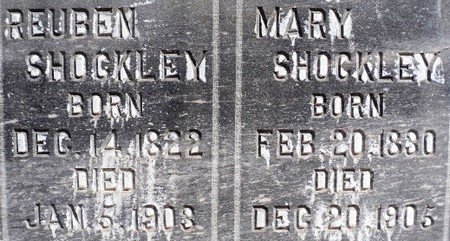 REUBEN
SHOCKLEY
BORN
DEC. 14, 1822
DIED
JAN. 5, 1903
MARY
SHOCKLEY
BORN
FEB. 20, 1830
DIED
DEC 20, 1905